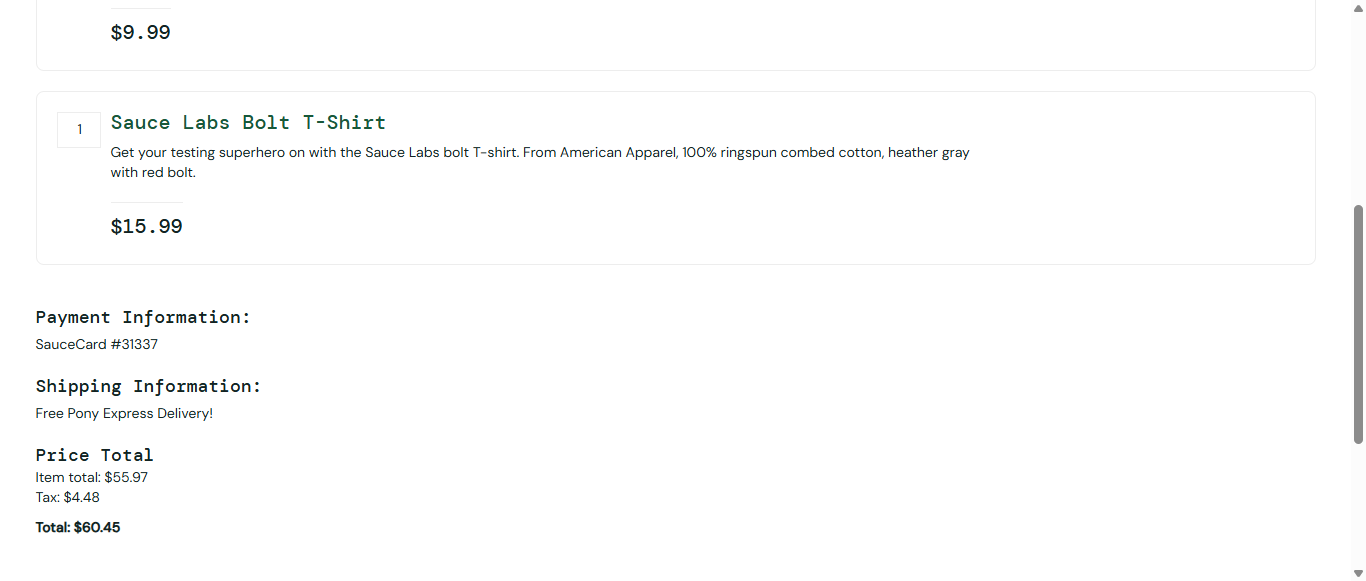 $9.99
1
Sauce Labs Bolt T-Shirt
Get your testing superhero on with the Sauce Labs bolt T-shirt. From American Apparel, 100% ringspun combed cotton, heather gray
with red bolt.
$15.99
Payment Information:
SauceCard #31337
Shipping Information:
Free Pony Express Delivery!
Price Total
Item total: $55.97
Tax: $4.48
Total: $60.45